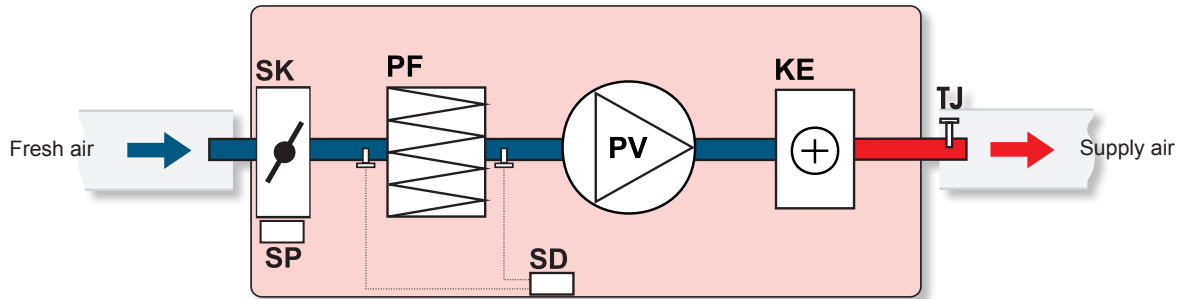 SK
PF
KE
TJ
Fresh air
PV
Supply air
SP
SD